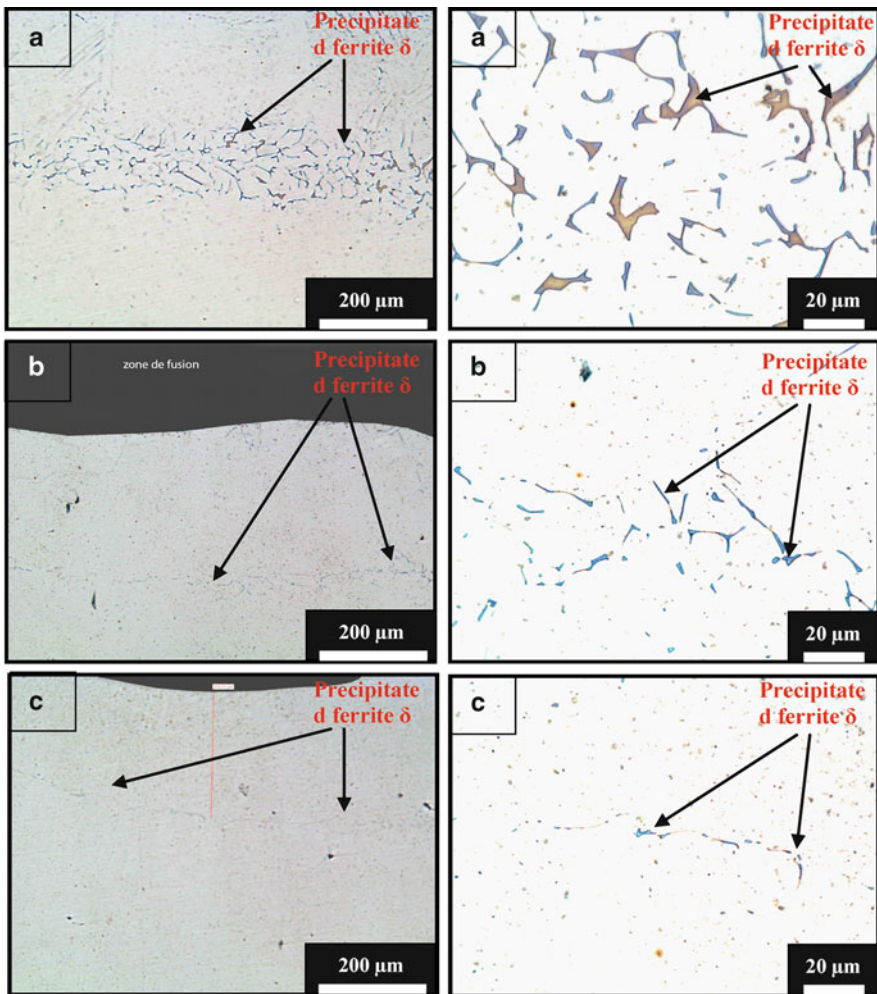 a
Precipitate
d ferrite δ
200 µm
a
Precipitate
d ferrite δ
20 µm
b
zone de fusion
Precipitate
d ferrite δ
200 µm
b
Precipitate
d ferrite δ
20 µm
c
Precipitate
d ferrite δ
200 µm
c
Precipitate
d ferrite δ
20 µm